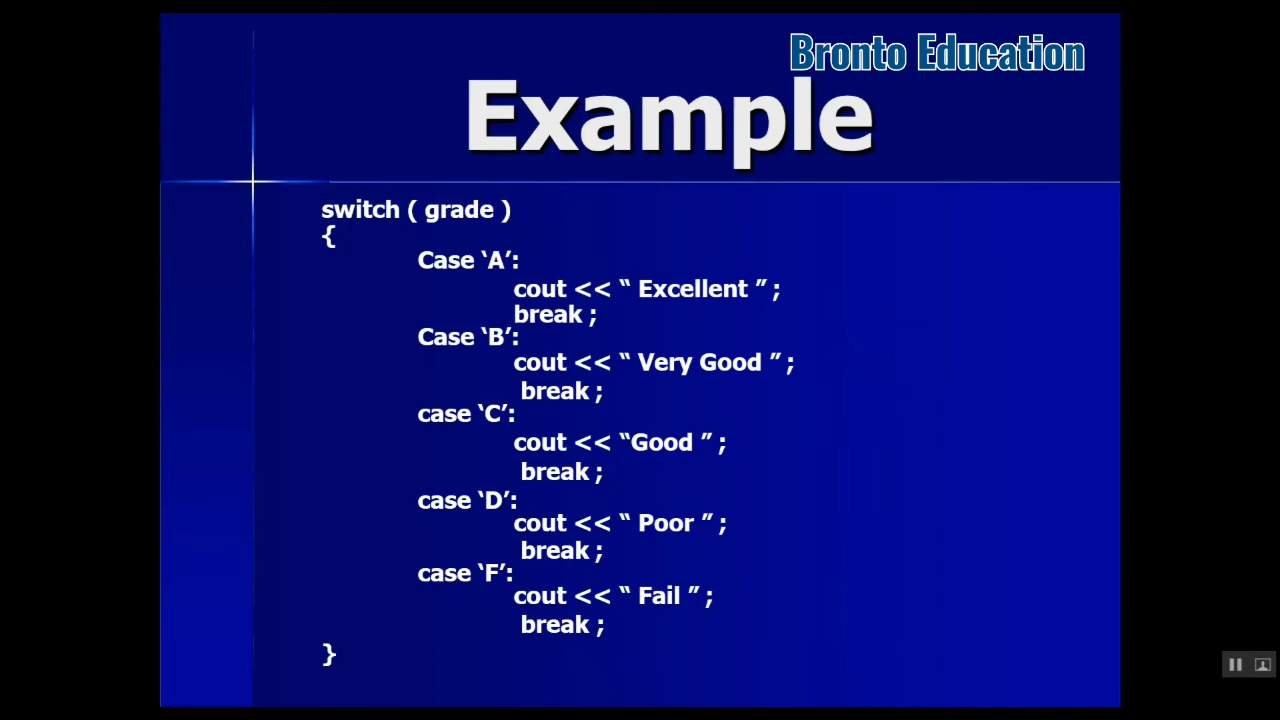 Bronto Education
Example
switch ( grade )
{
Case ‘A’:
cout << “ Excellent ” ;
break ;
Case ‘B’:
cout << “ Very Good ” ;
break ;
case ‘C’:
cout << “Good ” ;
break ;
case ‘D’:
cout << “ Poor ” ;
break ;
case ‘F’:
cout << “ Fail ” ;
break ;
}